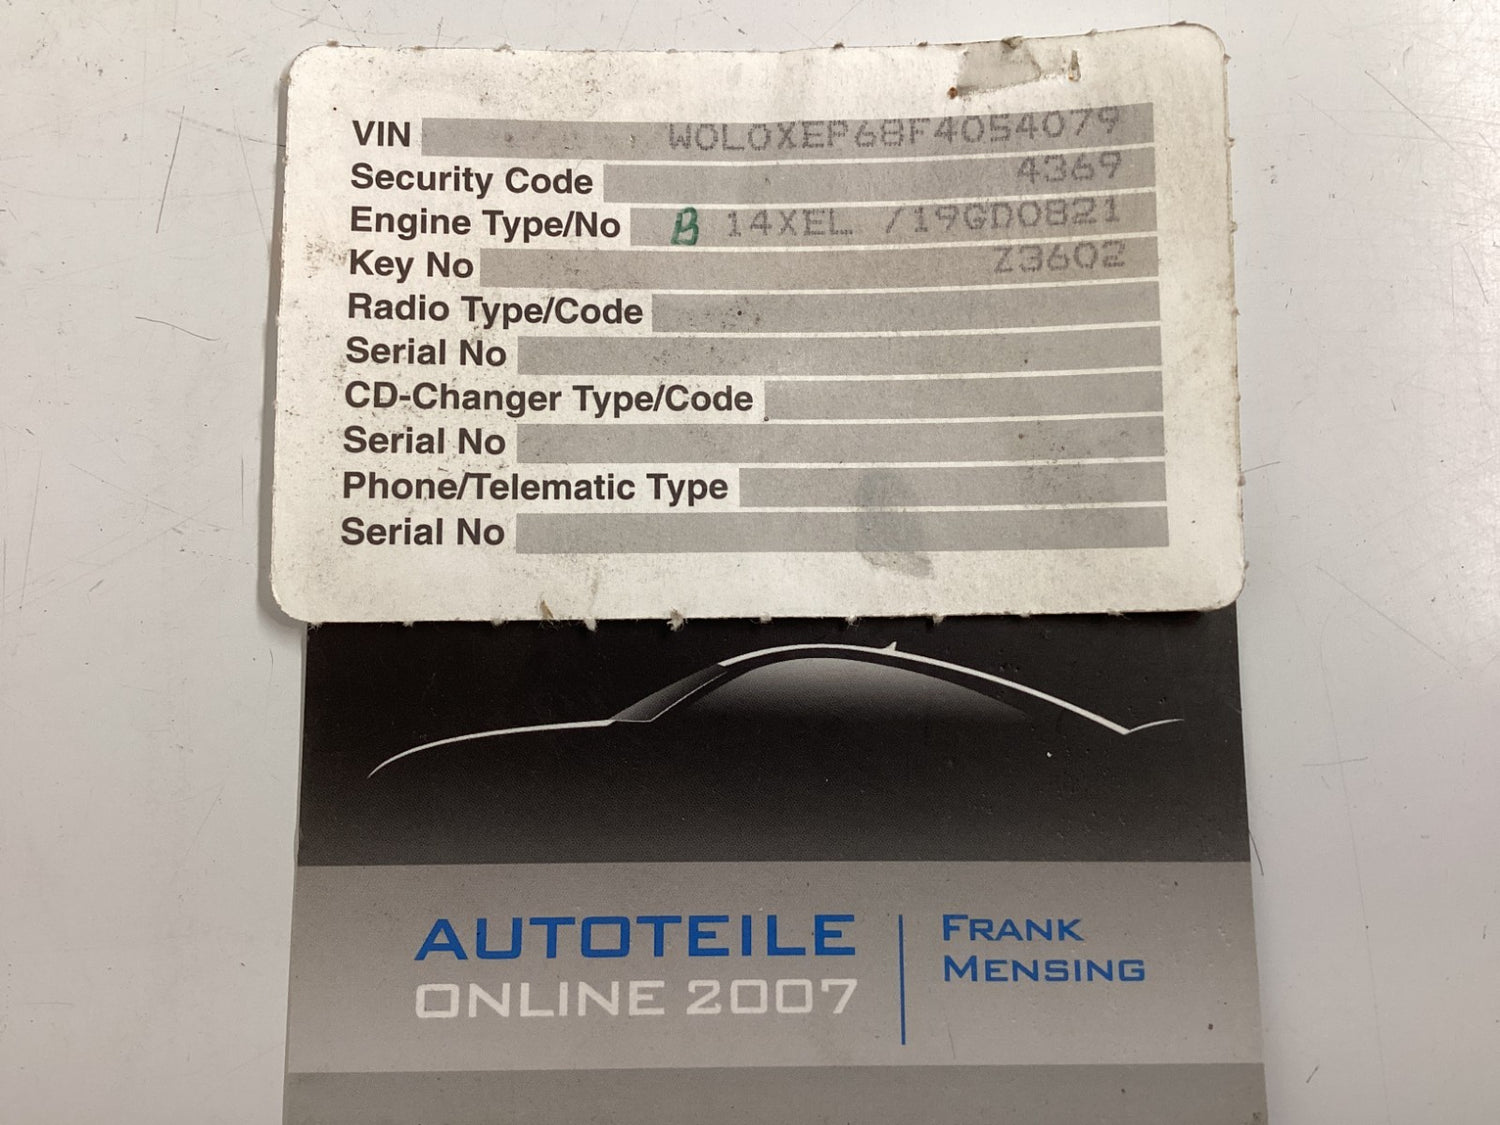 VIN W0L0XEP68F4054079
Security Code 4369
Engine Type/No B 14XEL /19GD0821
Key No Z3602
Radio Type/Code
Serial No
CD-Changer Type/Code
Serial No
Phone/Telematic Type
Serial No
AUTOTEILE
ONLINE 2007
FRANK
MENSING